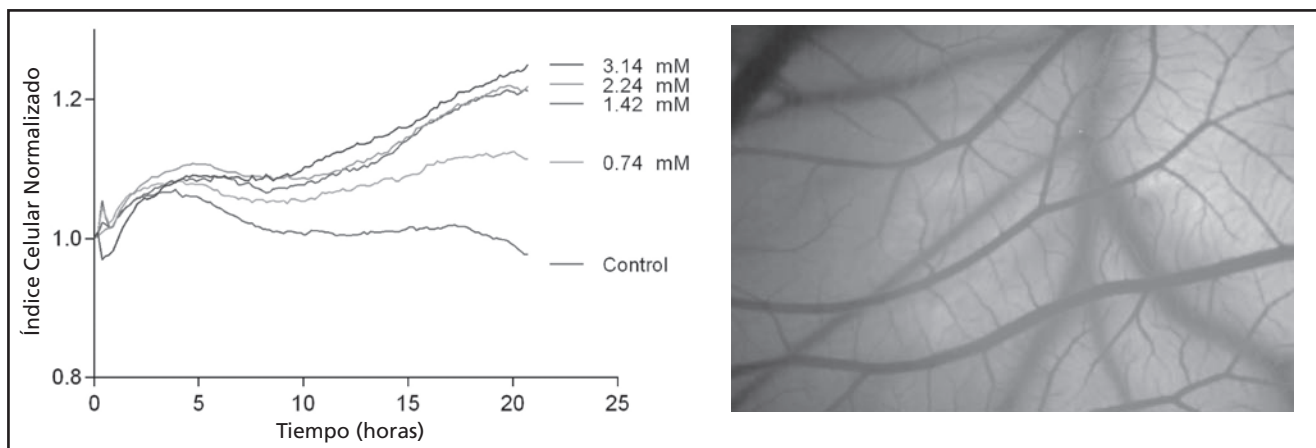 Índice Celular Normalizado
1.2
1.0
0.8
0
5
10
15
20
25
Tiempo (horas)
3.14 mM
2.24 mM
1.42 mM
0.74 mM
Control